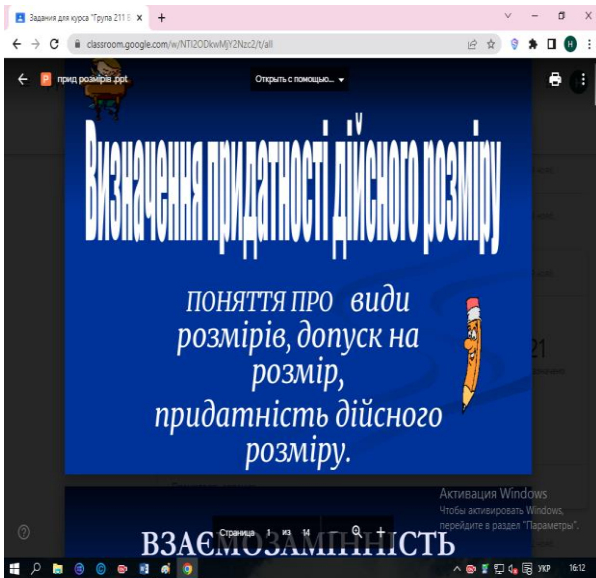 Задания для курса "Група 211 Е
classroom.google.com/w/NTI2ODkwMjY2Nzc2/t/all
P прид розмірів .ppt
Открыть с помощью...
H
Визначення придатності дійсного розміру
поняття про види
розмірів, допуск на
розмір,
придатність дійсного
розміру.
21
Активация Windows
Чтобы активировать Windows,
перейдите в раздел "Параметры".
Страница 1 из 14
ВЗАЄМОЗАМІННІСТЬ
УКР 16:12